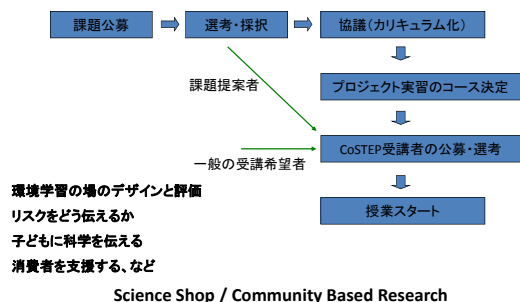 課題公募
選考・採択
協議(カリキュラム化)
課題提案者
プロジェクト実習のコース決定
CoSTEP受講者の公募・選考
一般の受講希望者
環境学習の場のデザインと評価
リスクをどう伝えるか
授業スタート
子どもに科学を伝える
消費者を支援する、など
Science Shop / Community Based Research